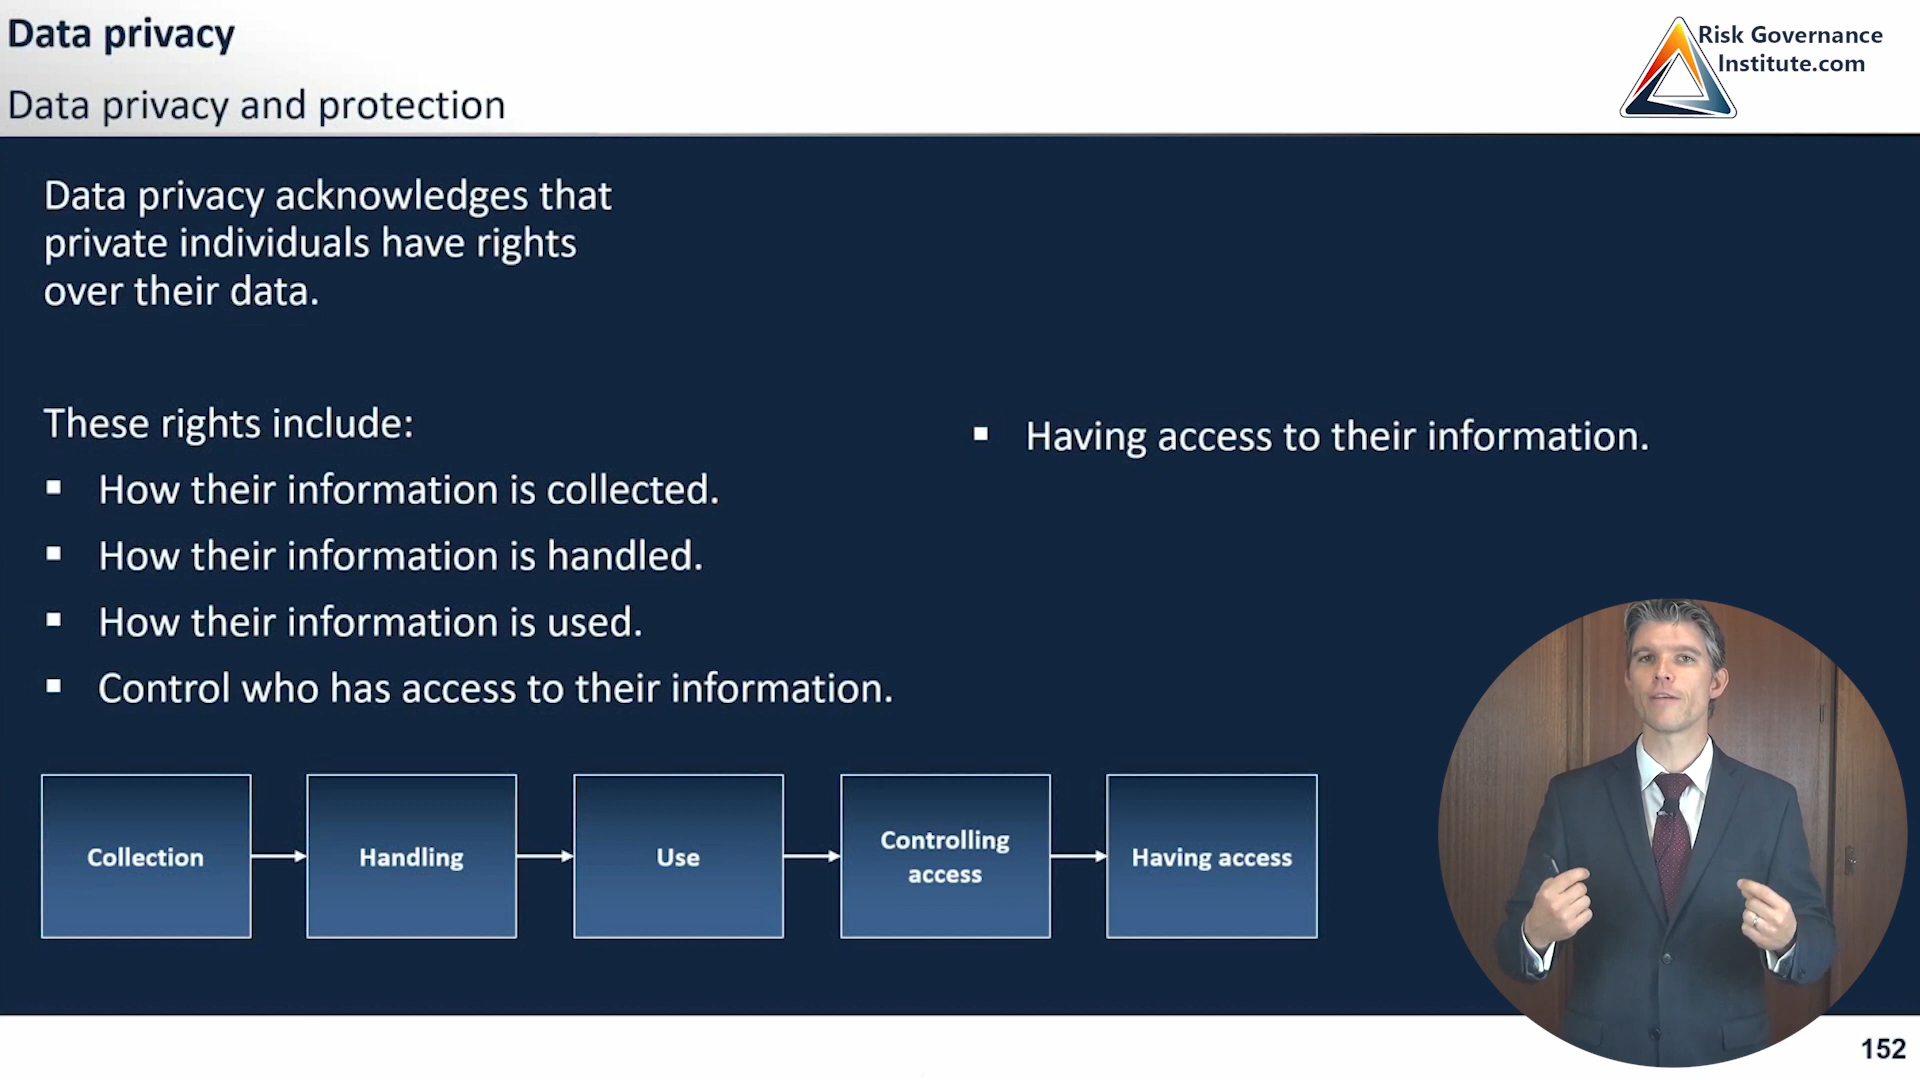 Data privacy
Risk Governance
Institute.com
Data privacy and protection
Data privacy acknowledges that
private individuals have rights
over their data.
These rights include:
▪ How their information is collected.
▪ How their information is handled.
▪ How their information is used.
▪ Control who has access to their information.
▪ Having access to their information.
Collection
Handling
Use
Controlling
access
Having access
152